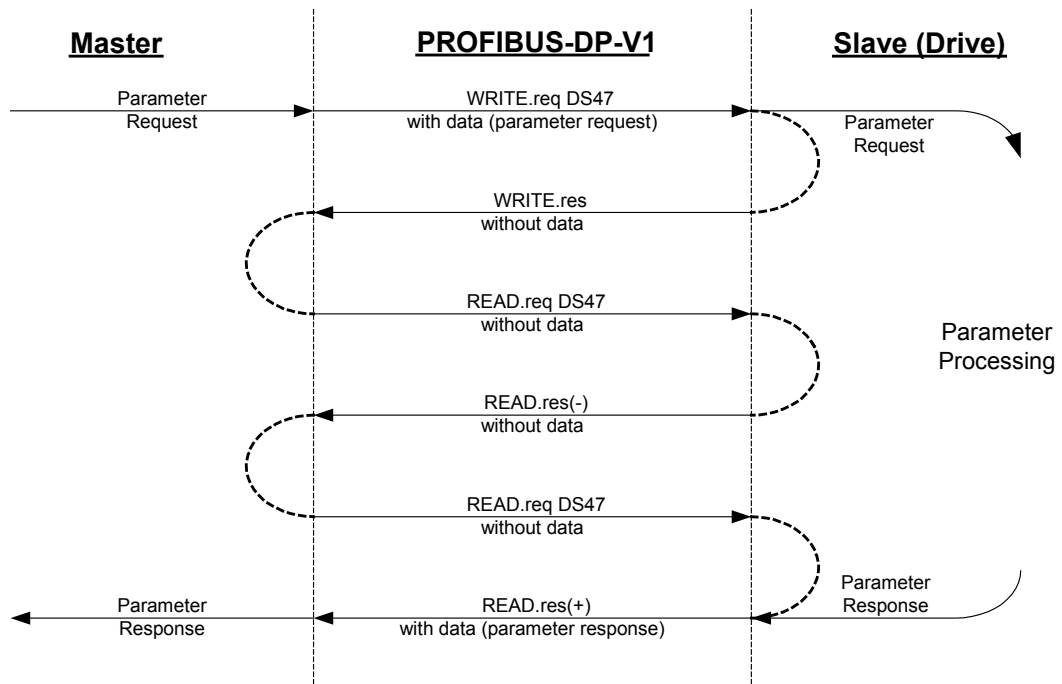 Master
PROFIBUS-DP-V1
Slave (Drive)
Parameter
Request
WRITE.req DS47
with data (parameter request)
Parameter
Request
WRITE.res
without data
READ.req DS47
without data
Parameter
Processing
READ.res(-)
without data
READ.req DS47
without data
Parameter
Response
READ.res(+)
with data (parameter response)
Parameter
Response